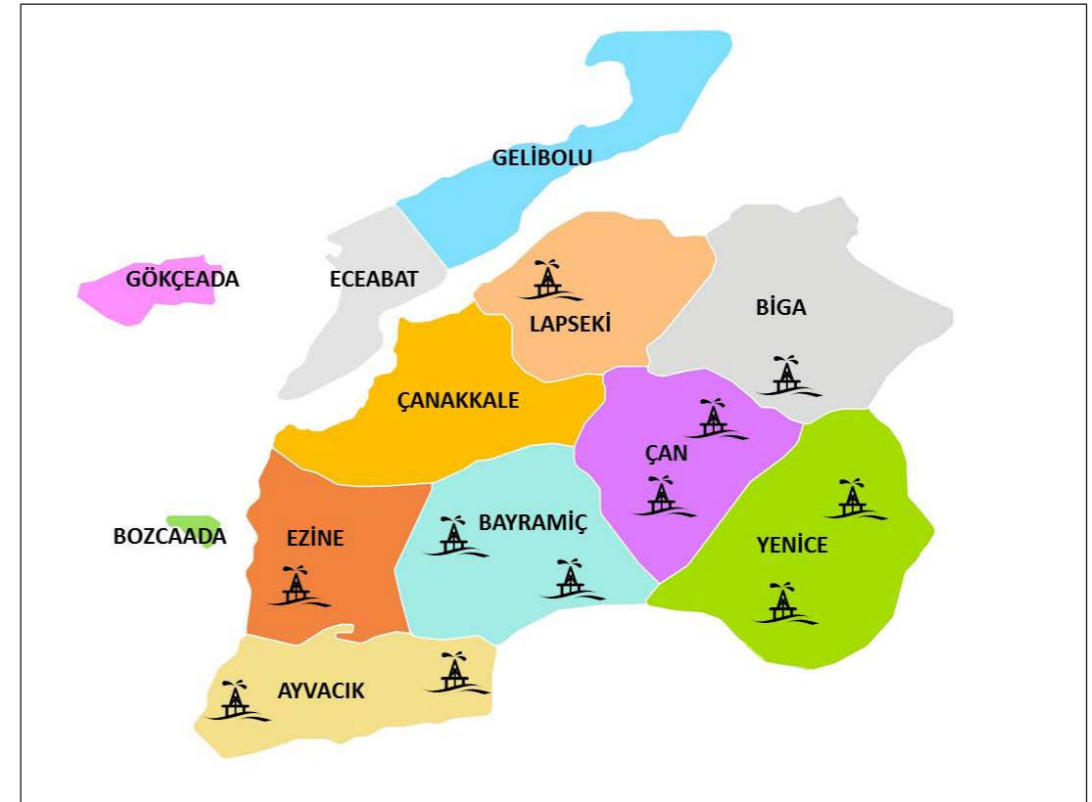 GELİBOLU
GÖKÇEADA
ECEABAT
LAPSEKİ
BİGA
ÇANAKKALE
ÇAN
BAYRAMİÇ
BOZCAADA
EZİNE
YENİCE
AYVACIK